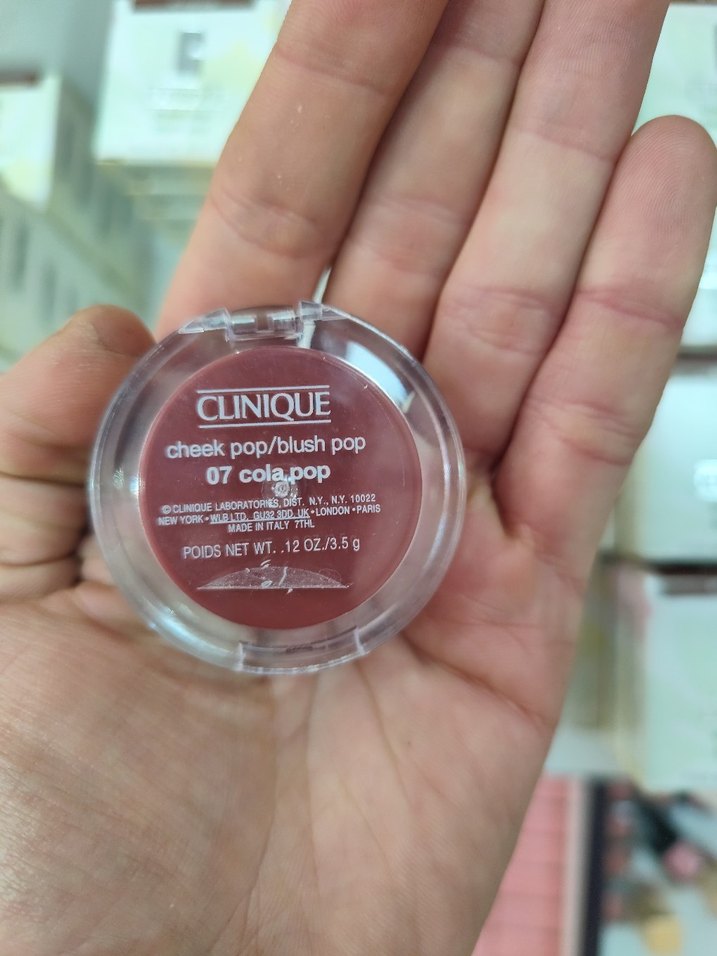 CLINIQUE
cheek pop/blush pop
07 cola pop
© CLINIQUE LABORATORIES, DIST. N.Y., N.Y. 10022
NEW YORK • WLB LTD, GU32 3DD, UK • LONDON • PARIS
MADE IN ITALY 7THL
POIDS NET WT. .12 OZ./3.5 g